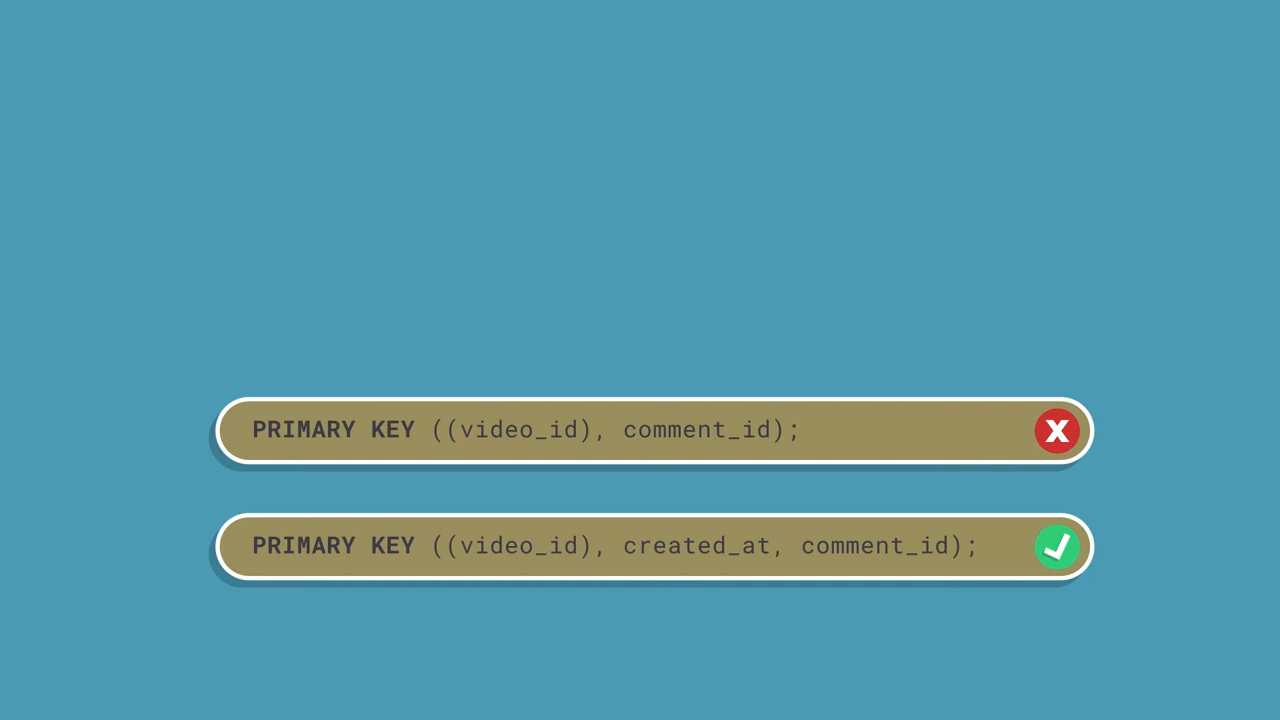 PRIMARY KEY ((video_id), comment_id);
PRIMARY KEY ((video_id), created_at, comment_id);